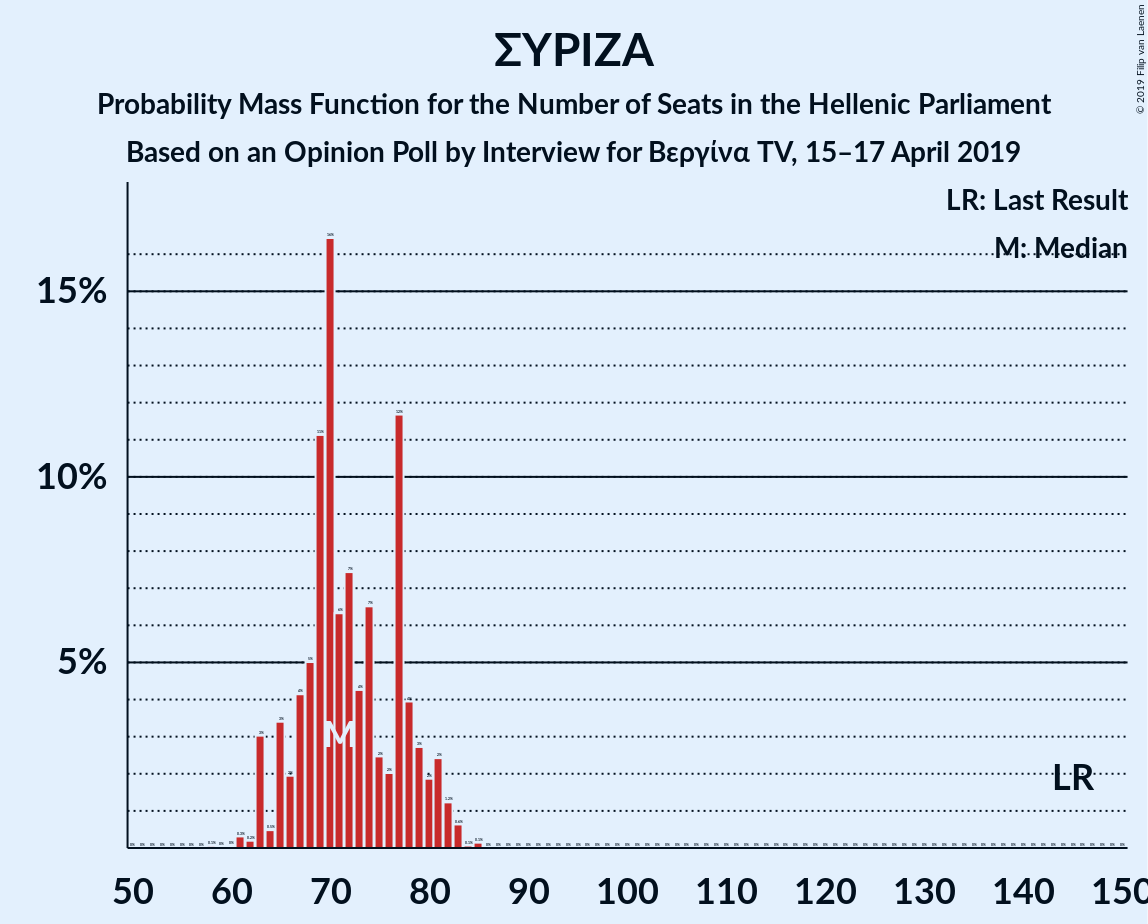 ΣΥΡΙΖΑ
Probability Mass Function for the Number of Seats in the Hellenic Parliament
Based on an Opinion Poll by Interview for Βεργίνα TV, 15–17 April 2019
© 2019 Filip van Laenen
LR: Last Result
M: Median
15%
10%
5%
M
LR
50 60 70 80 90 100 110 120 130 140 150